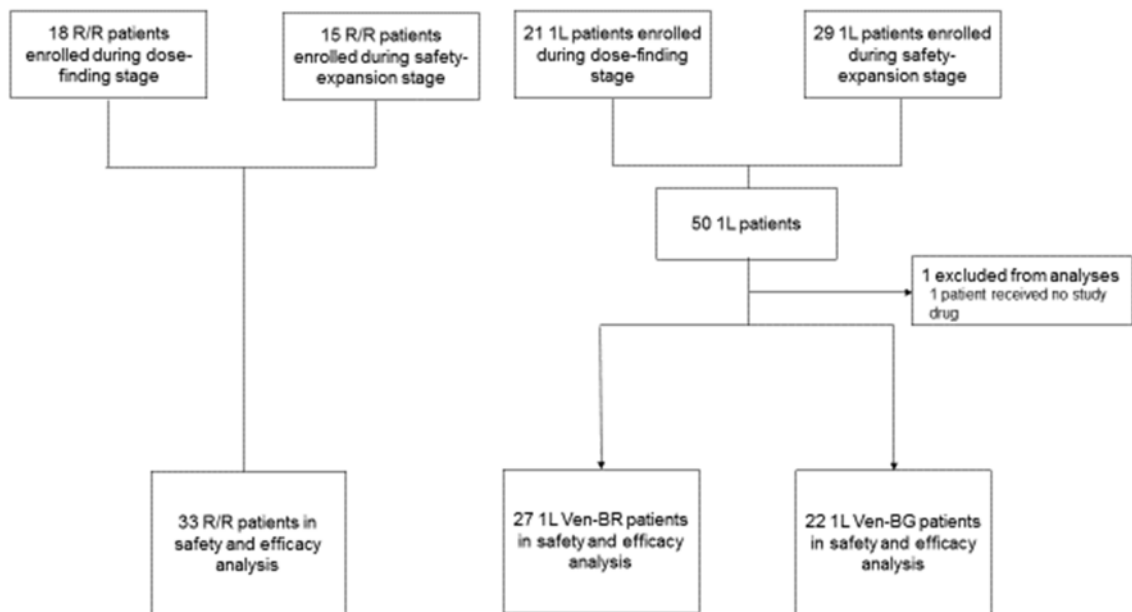 18 R/R patients
enrolled during dose-
finding stage
15 R/R patients
enrolled during safety-
expansion stage
21 1L patients enrolled
during dose-finding
stage
29 1L patients enrolled
during safety-
expansion stage
50 1L patients
1 excluded from analyses
1 patient received no study
drug
33 R/R patients in
safety and efficacy
analysis
27 1L Ven-BR patients
in safety and efficacy
analysis
22 1L Ven-BG patients
in safety and efficacy
analysis